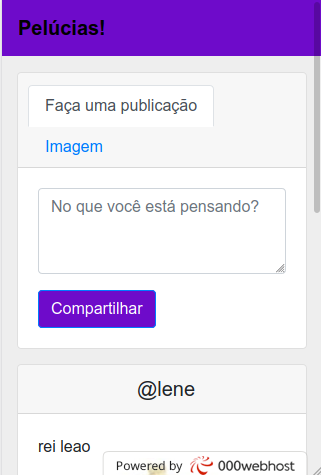 Pelúcias!
Faça uma publicação
Imagem
No que você está pensando?
Compartilhar
@lene
rei leao
Powered by 000webhost